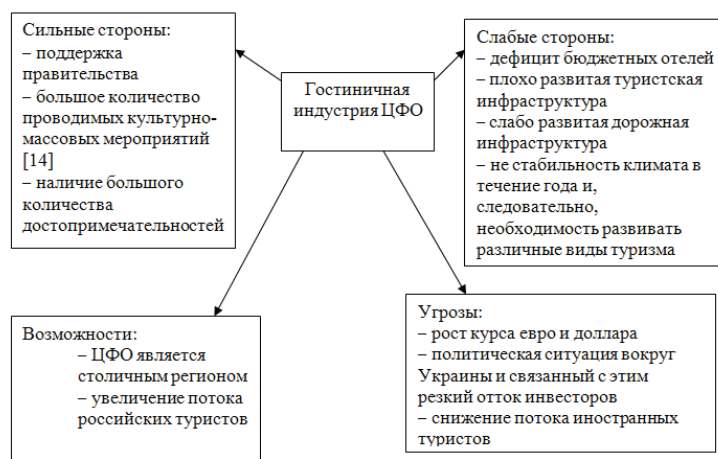 Сильные стороны:
– поддержка
правительства
– большое количество
проводимых культурно-
массовых мероприятий
[14]
– наличие большого
количества
достопримечательностей
Гостиничная
индустрия ЦФО
Слабые стороны:
– дефицит бюджетных отелей
– плохо развитая туристская
инфраструктура
– слабо развитая дорожная
инфраструктура
– не стабильность климата в
течение года и,
следовательно,
необходимость развивать
различные виды туризма
Возможности:
– ЦФО является
столичным регионом
– увеличение потока
российских туристов
Угрозы:
– рост курса евро и доллара
– политическая ситуация вокруг
Украины и связанный с этим
резкий отток инвесторов
– снижение потока иностранных
туристов